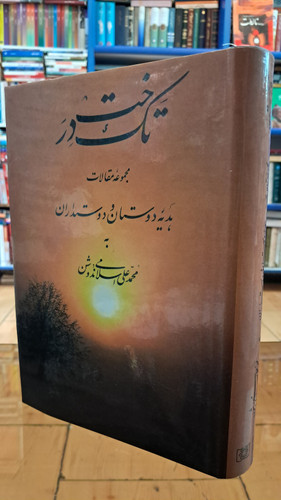 تک درخت
مجموعه مقالات
هدیه دوستان و دوستداران
به
محمدعلی اسلامی ندوشن